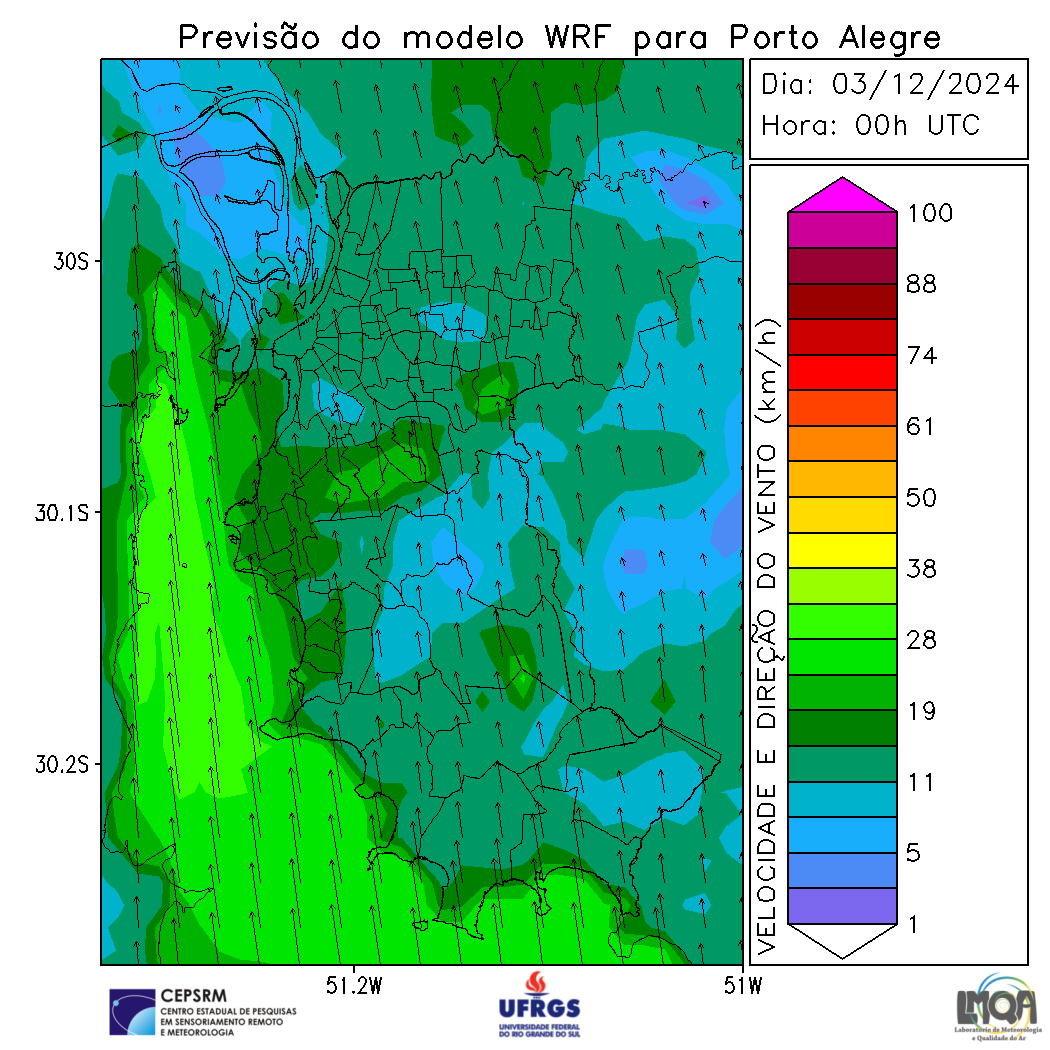 Previsão do modelo WRF para Porto Alegre
Dia: 03/12/2024
Hora: 00h UTC
30S
30.1S
30.2S
51.2W
51W
VELOCIDADE E DIREÇÃO DO VENTO (km/h)
100
88
74
61
50
38
28
19
11
5
1
CEPSRM
CENTRO ESTADUAL DE PESQUISAS
EM SENSORIAMENTO REMOTO
E METEOROLOGIA
UFRGS
UNIVERSIDADE FEDERAL
DO RIO GRANDE DO SUL
LMQA
Laboratório de Meteorologia
e Qualidade do Ar